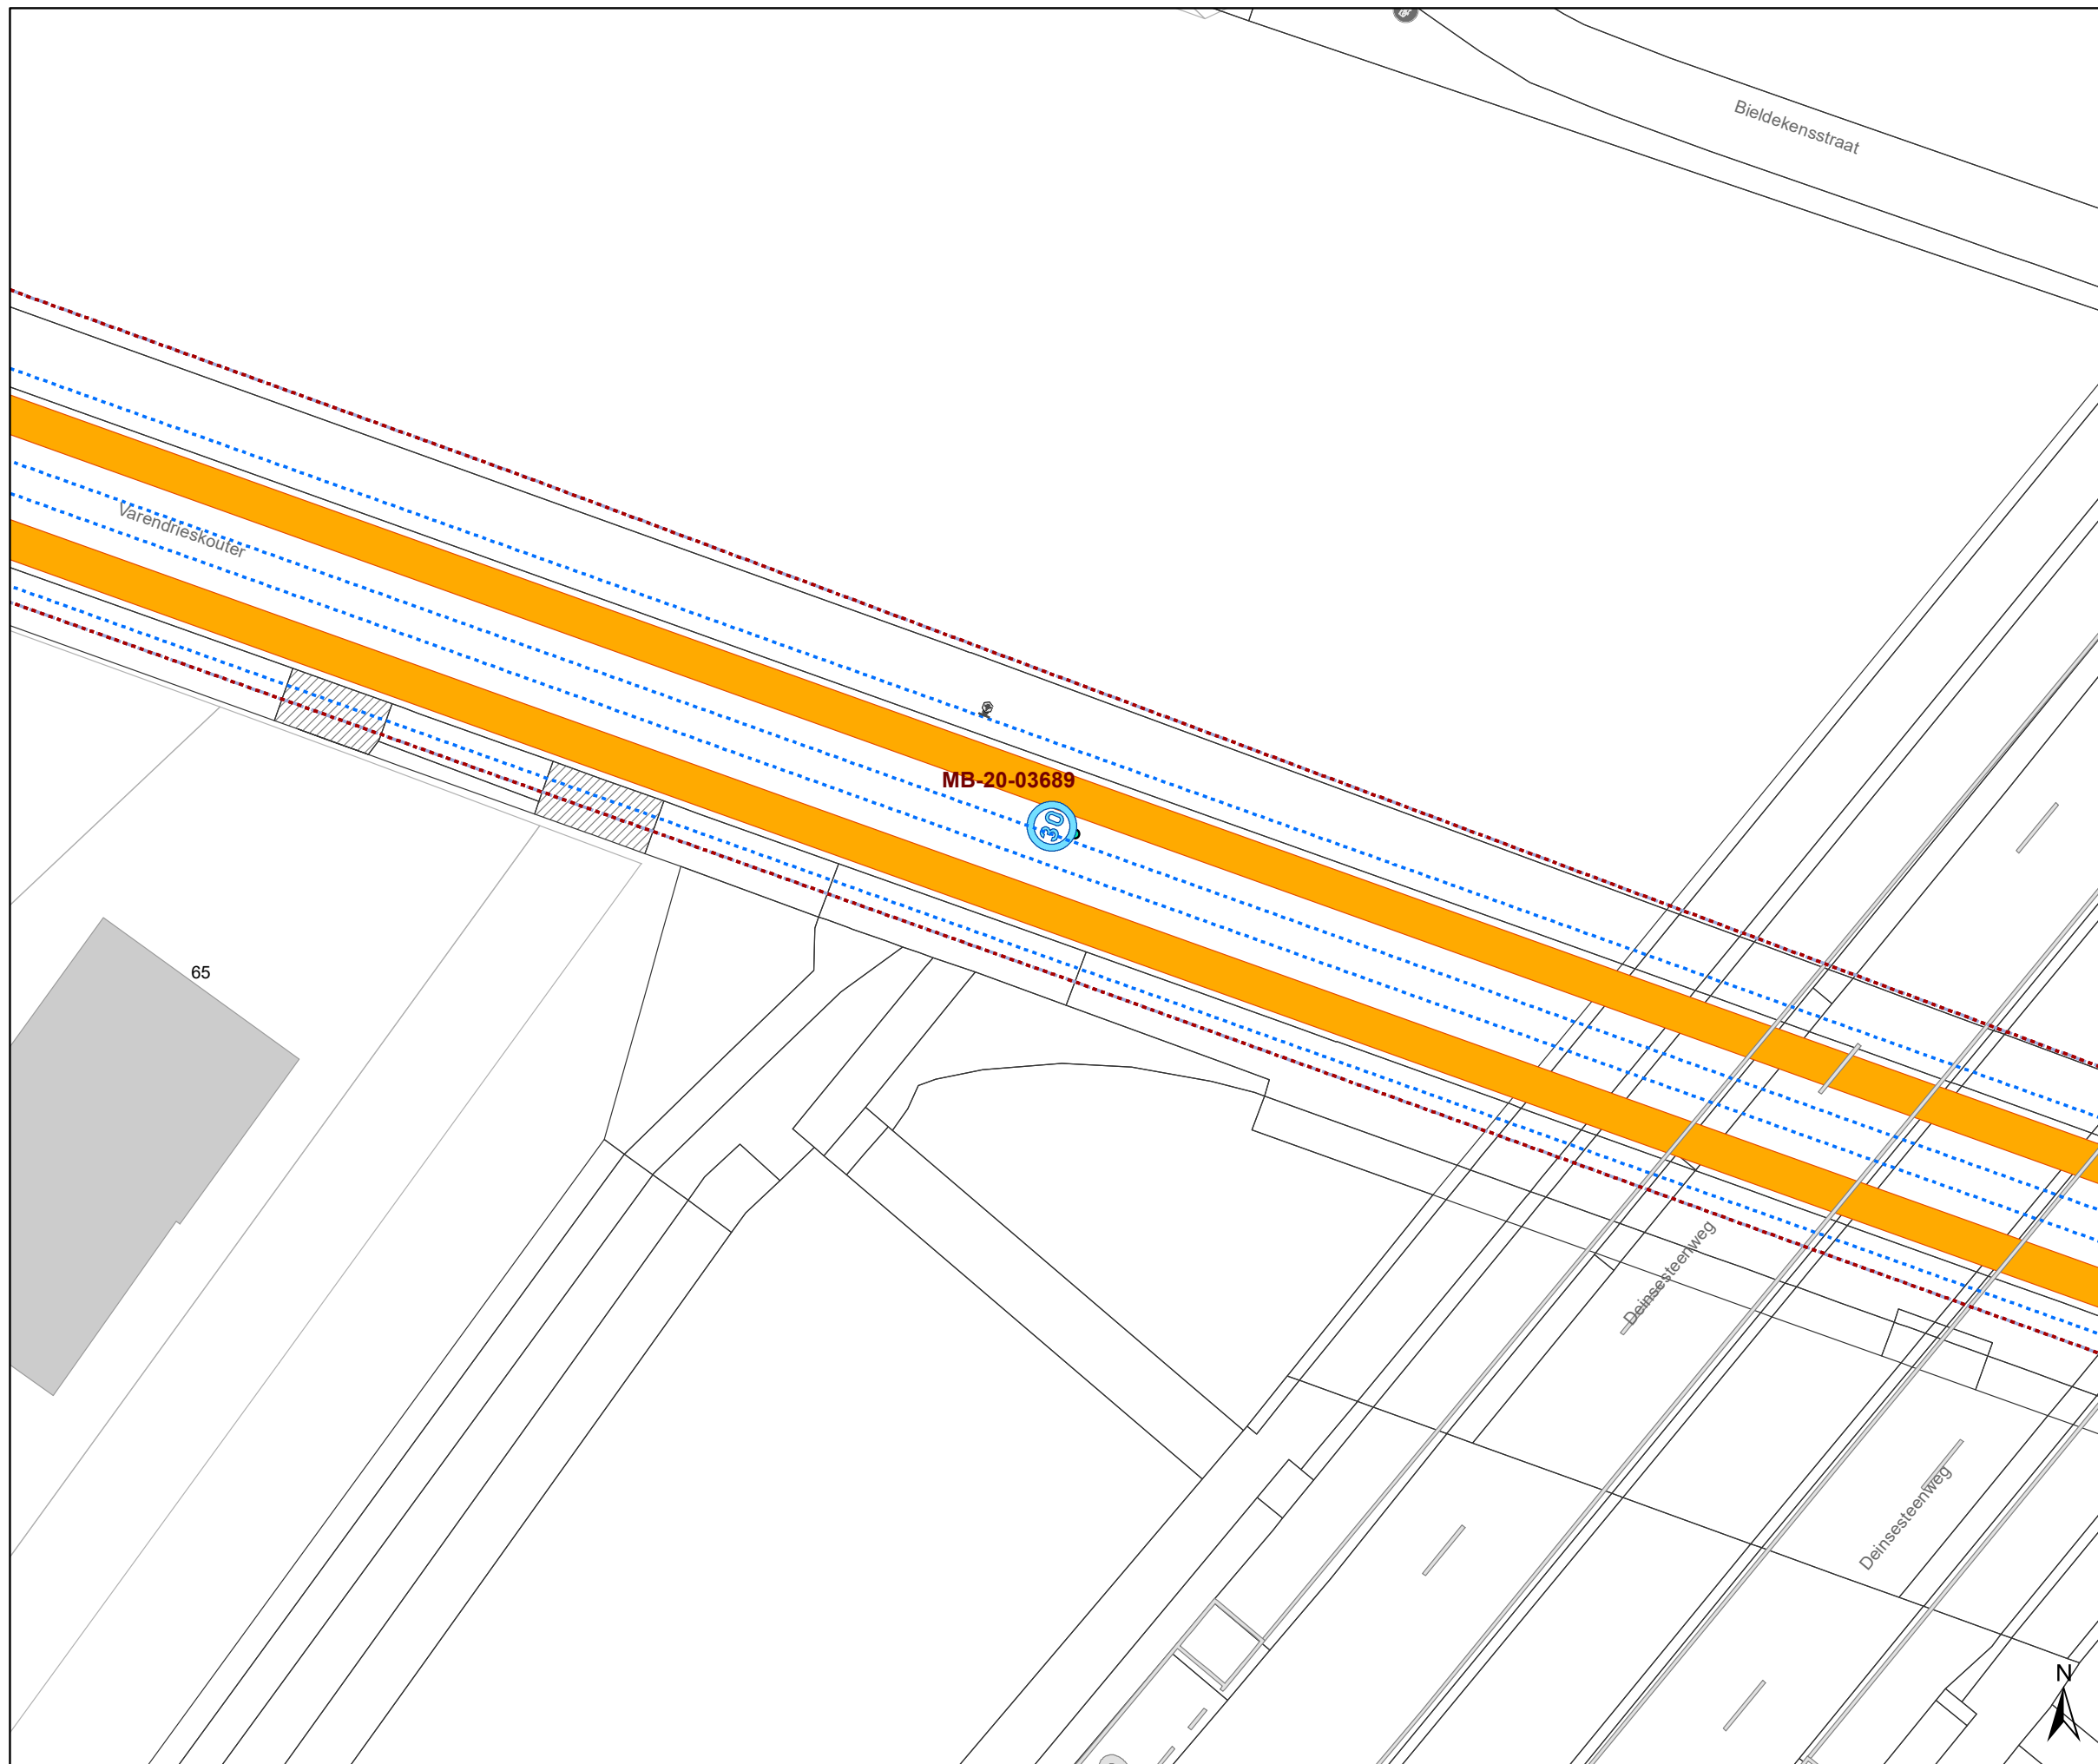 Bieldekensstraat
Varendrieskouter
MB-20-03689
30
65
Deinsesteenweg
Deinsesteenweg
N